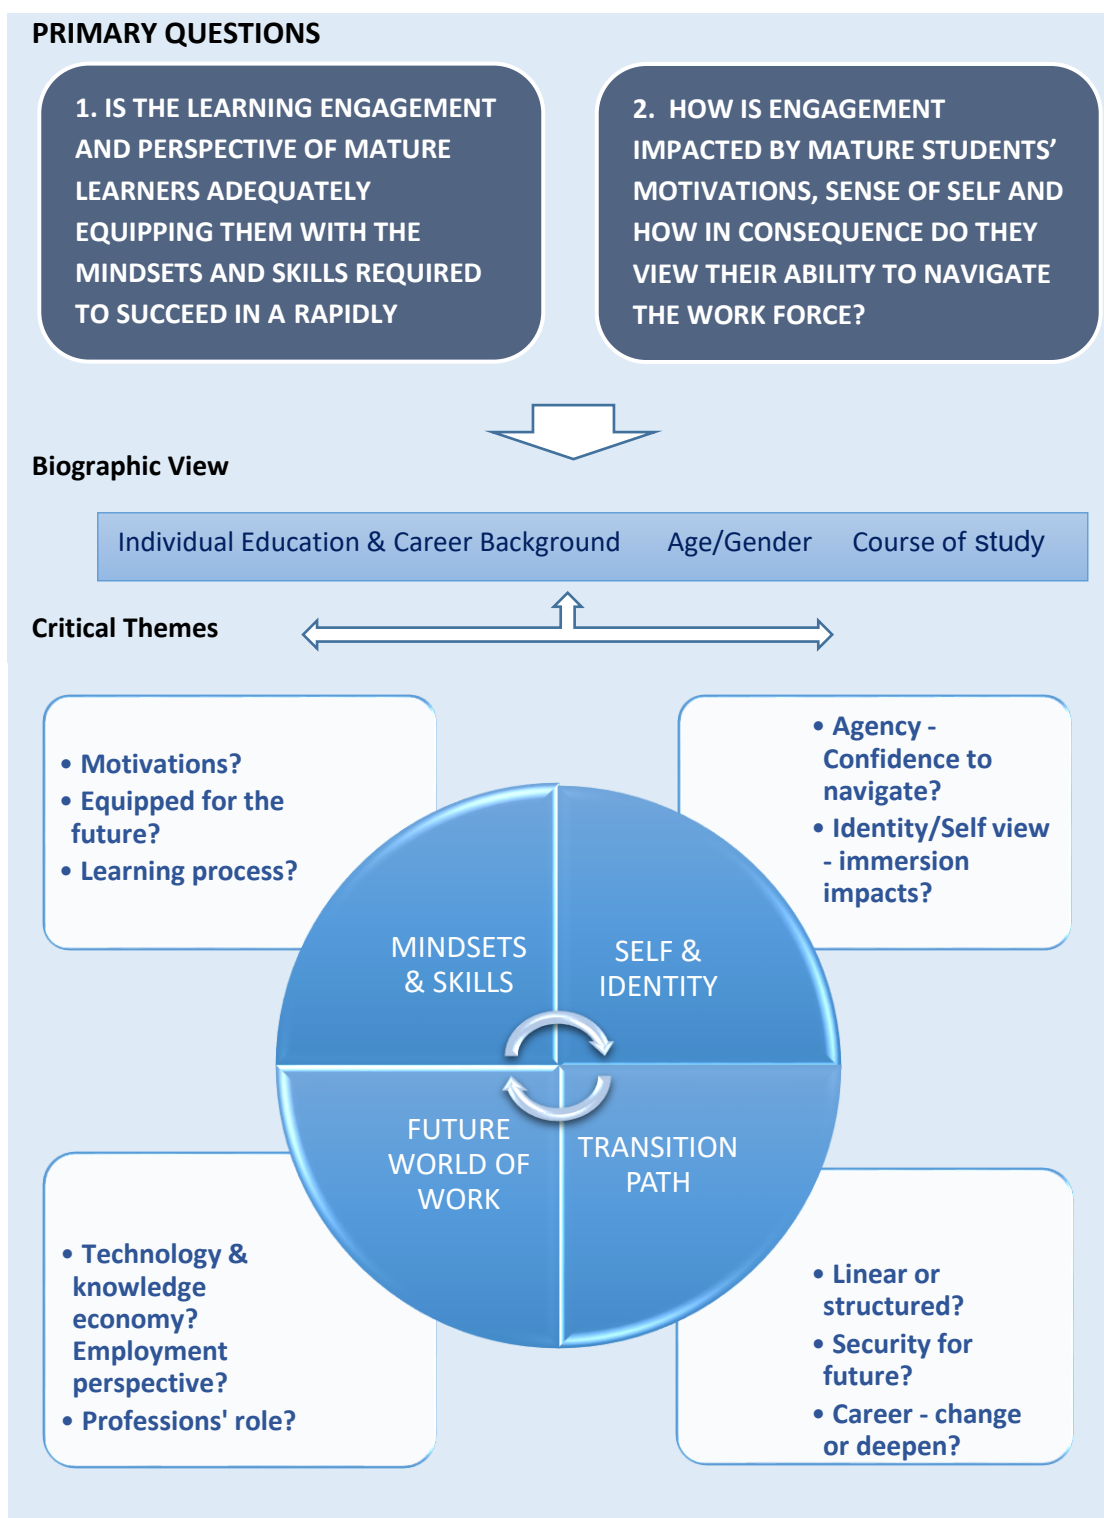 PRIMARY QUESTIONS
1. IS THE LEARNING ENGAGEMENT
AND PERSPECTIVE OF MATURE
LEARNERS ADEQUATELY
EQUIPPING THEM WITH THE
MINDSETS AND SKILLS REQUIRED
TO SUCCEED IN A RAPIDLY
2. HOW IS ENGAGEMENT
IMPACTED BY MATURE STUDENTS’
MOTIVATIONS, SENSE OF SELF AND
HOW IN CONSEQUENCE DO THEY
VIEW THEIR ABILITY TO NAVIGATE
THE WORK FORCE?
Biographic View
Individual Education & Career Background Age/Gender Course of study
Critical Themes
• Motivations?
• Equipped for the
future?
• Learning process?
• Agency -
Confidence to
navigate?
• Identity/Self view
- immersion
impacts?
MINDSETS
& SKILLS
SELF &
IDENTITY
FUTURE
WORLD OF
WORK
TRANSITION
PATH
• Technology &
knowledge
economy?
Employment
perspective?
• Professions' role?
• Linear or
structured?
• Security for
future?
• Career - change
or deepen?